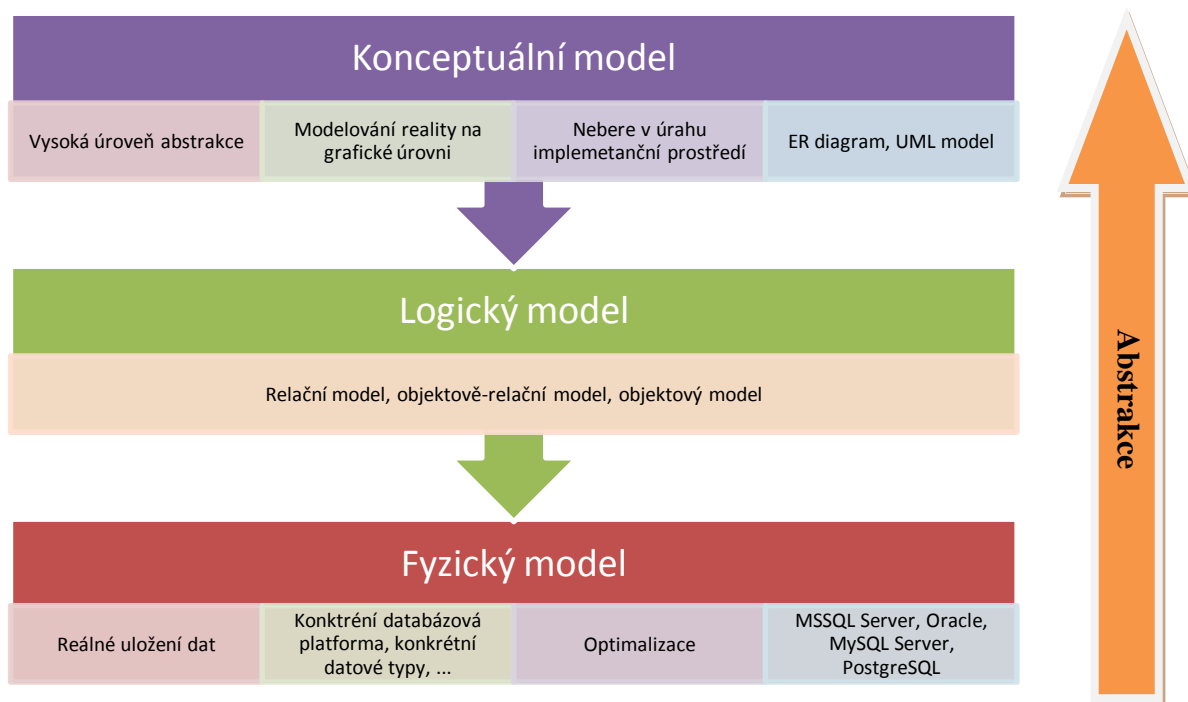 Konceptuální model
Vysoká úroveň abstrakce
Modelování reality na
grafické úrovni
Nebere v úrahu
implemetanční prostředí
ER diagram, UML model
Logický model
Relační model, objektově-relační model, objektový model
Fyzický model
Reálné uložení dat
Konktréní databázová
platforma, konkrétní
datové typy, ...
Optimalizace
MSSQL Server, Oracle,
MySQL Server,
PostgreSQL
Abstrakce